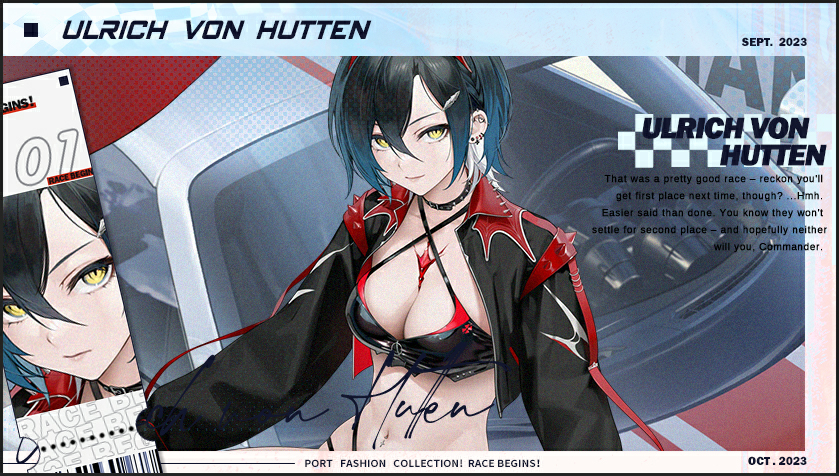 ULRICH VON HUTTEN
SEPT. 2023
GINS!
01
RACE BEGIN
ULRICH VON
HUTTEN
That was a pretty good race – reckon you'll
get first place next time, though? ...Hmh.
Easier said than done. You know they won't
settle for second place – and hopefully neither
will you, Commander.
RACE BE
PORT FASHION COLLECTION! RACE BEGINS!
OCT. 2023